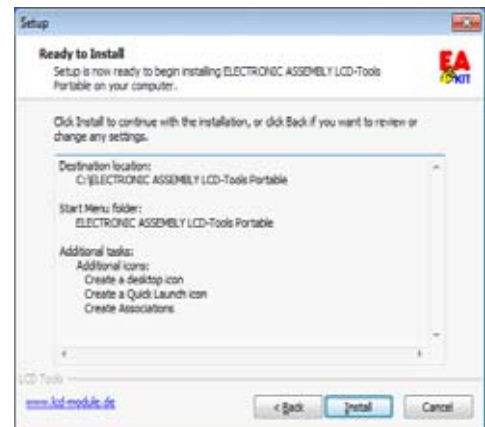 Setup
Ready to Install
Setup is now ready to begin installing ELECTRONIC ASSEMBLY LCD-Tools
Portable on your computer.
EA
KIT
Click Install to continue with the installation, or click Back if you want to review or
change any settings.
Destination location:
C:\ELECTRONIC ASSEMBLY LCD-Tools Portable
Start Menu folder:
ELECTRONIC ASSEMBLY LCD-Tools Portable
Additional tasks:
Additional icons:
Create a desktop icon
Create a Quick Launch icon
Create Associations
LCD Tools
www.lcd-module.de
< Back
Install
Cancel